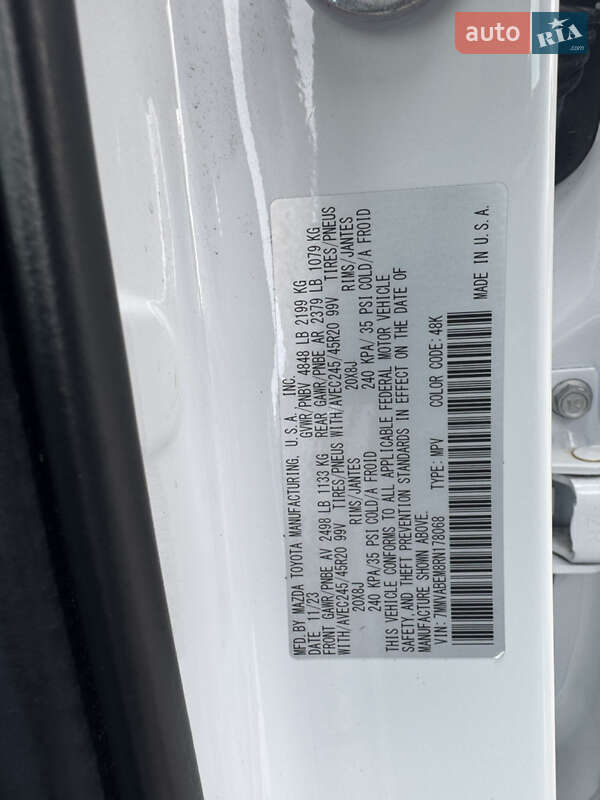 auto RIA .com
MFD. BY MAZDA TOYOTA MANUFACTURING, U.S.A. INC.
DATE 11/23 GVWR/PNBV 4848 LB 2199 KG
FRONT GAWR/PNBE AV 2498 LB 1133 KG REAR GAWR/PNBE AR 2379 LB 1079 KG
WITH/AVEC245/45R20 99V TIRES/PNEUS WITH/AVEC245/45R20 99V TIRES/PNEUS
20X8J RIMS/JANTES 20X8J RIMS/JANTES
240 KPA/35 PSI COLD/A FROID 240 KPA/ 35 PSI COLD/A FROID
THIS VEHICLE CONFORMS TO ALL APPLICABLE FEDERAL MOTOR VEHICLE
SAFETY,AND THEFT PREVENTION STANDARDS IN EFFECT ON THE DATE OF
MANUFACTURE SHOWN ABOVE.
VIN: 7MMVABEM8RN178068 TYPE: MPV COLOR CODE: 48K
MADE IN U.S.A.